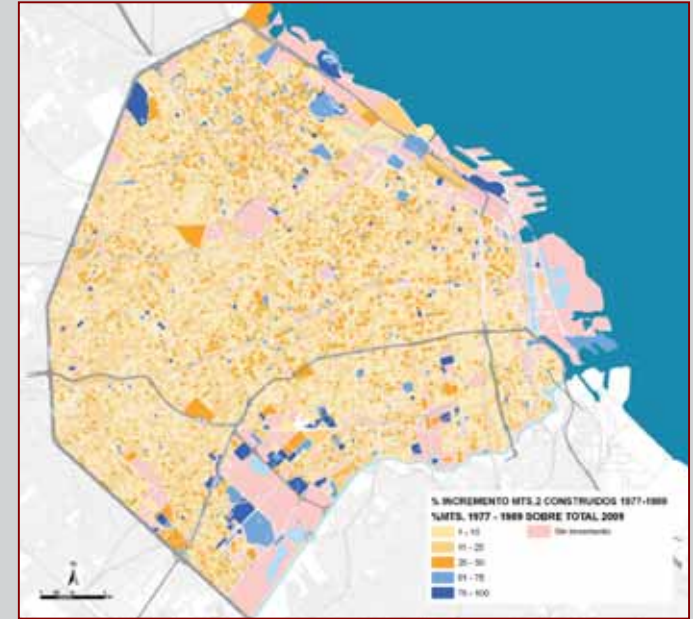 % INCREMENTO MTS.2 CONSTRUIDOS 1977-1989
%MTS. 1977 - 1989 SOBRE TOTAL 2009
1 - 10
Sin incremento
11 - 25
26 - 50
51 - 75
76 - 100